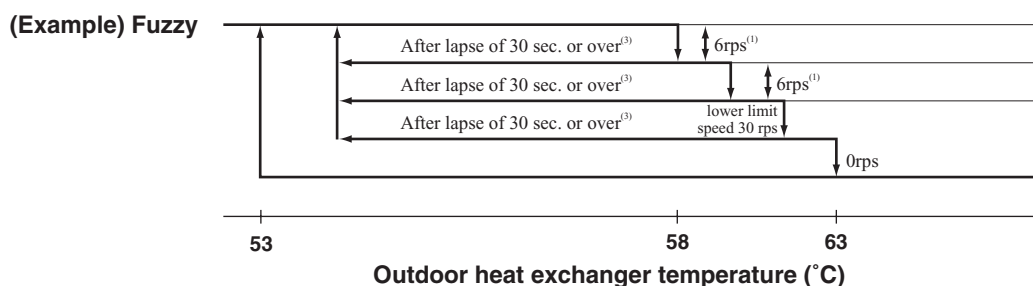 (Example) Fuzzy
After lapse of 30 sec. or over(3)
6rps(1)
After lapse of 30 sec. or over(3)
6rps(1)
After lapse of 30 sec. or over(3)
lower limit
speed 30 rps
0rps
53
58
63
Outdoor heat exchanger temperature (˚C)